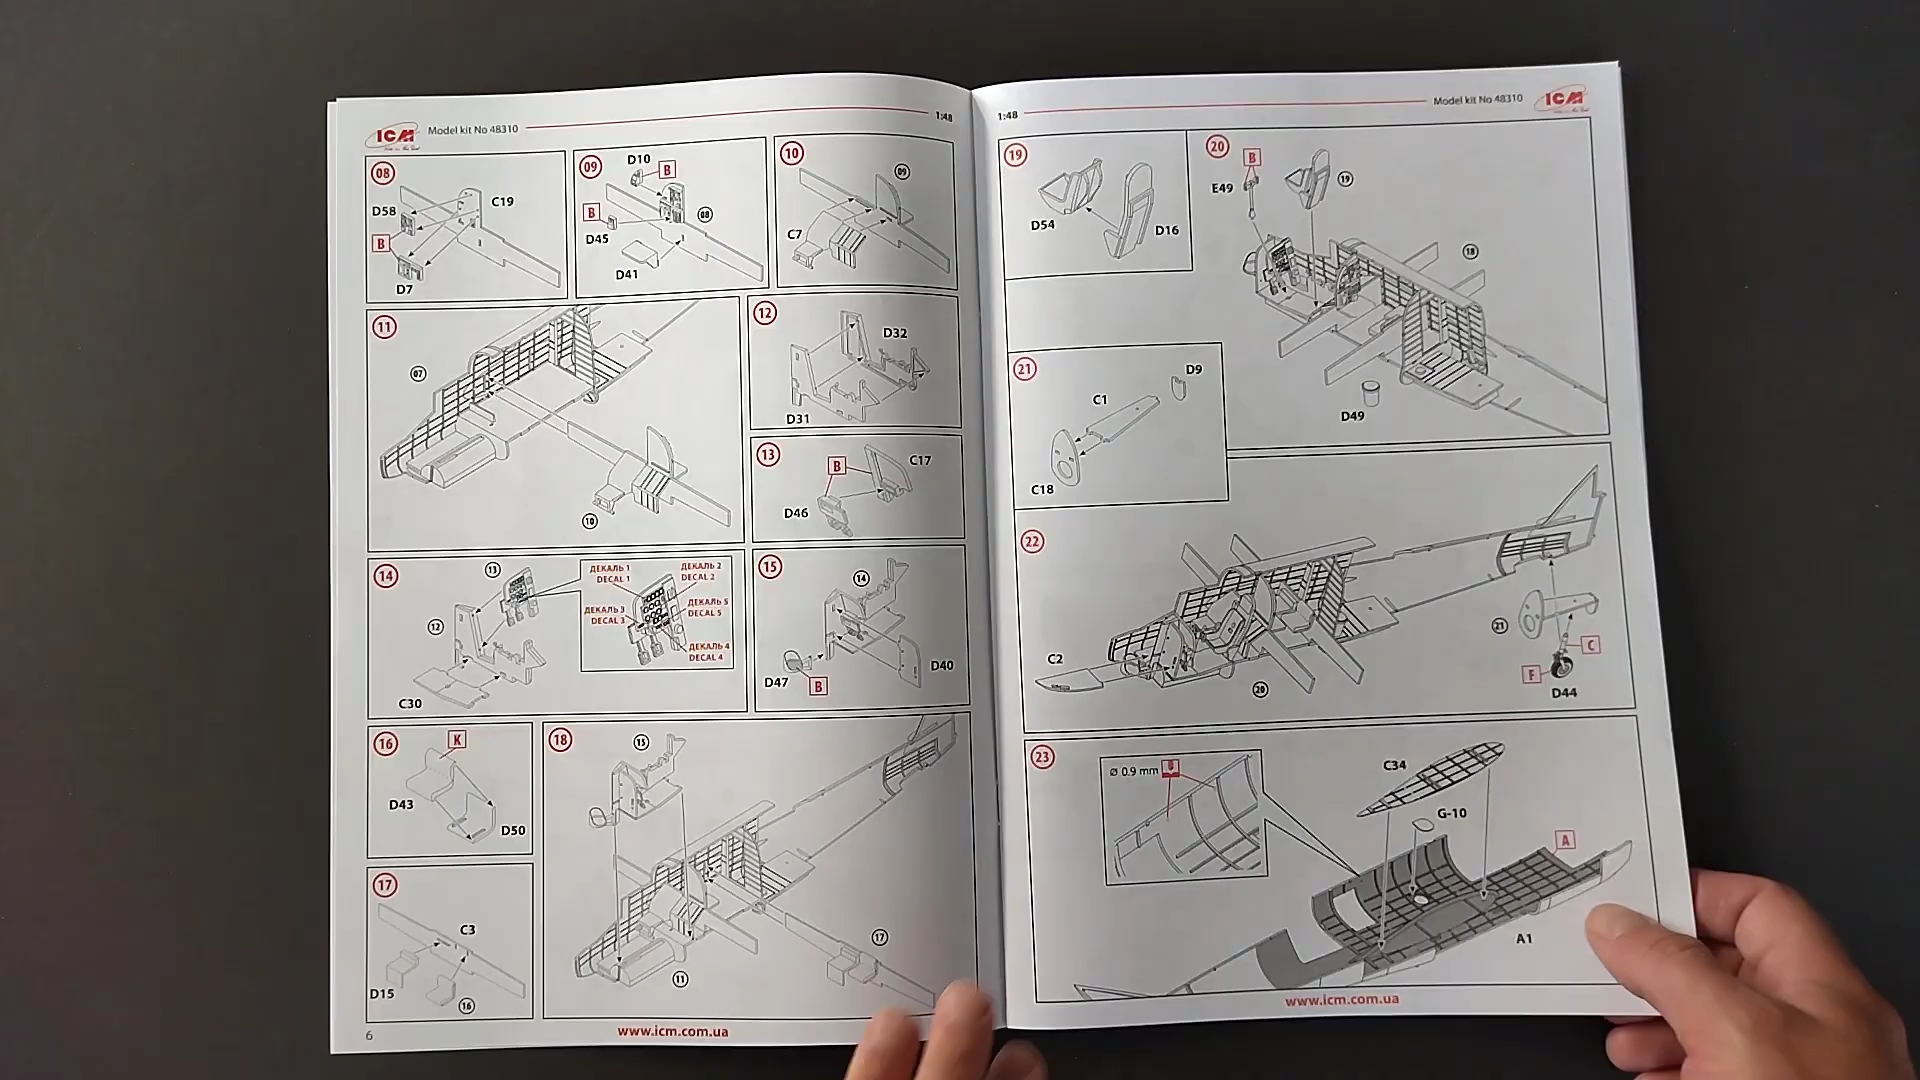 ICM Model kit No 48310
1:48
08
D58
C19
B
D7
09
D10
B
B
08
D45
D41
10
09
C7
11
07
10
12
D32
D31
13
B
C17
D46
14
13
12
C30
ДЕКАЛЬ 1
DECAL 1
ДЕКАЛЬ 2
DECAL 2
ДЕКАЛЬ 3
DECAL 3
ДЕКАЛЬ 5
DECAL 5
ДЕКАЛЬ 4
DECAL 4
15
14
D47
B
D40
16
K
D43
D50
17
C3
D15
16
18
15
17
11
6
www.icm.com.ua
1:48
Model kit No 48310 ICM
19
D54
D16
20
B
E49
19
18
D49
21
D9
C1
C18
22
C2
20
21
C
F
D44
23
Ø 0.9 mm
C34
G-10
A
A1
www.icm.com.ua